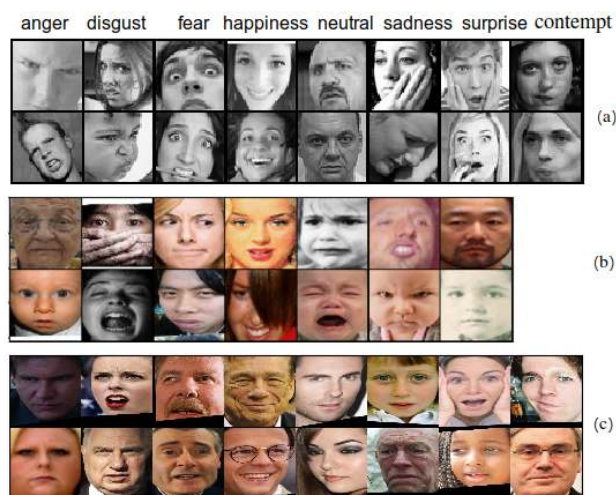 anger disgust fear happiness neutral sadness surprise contempt
(a)
(b)
(c)